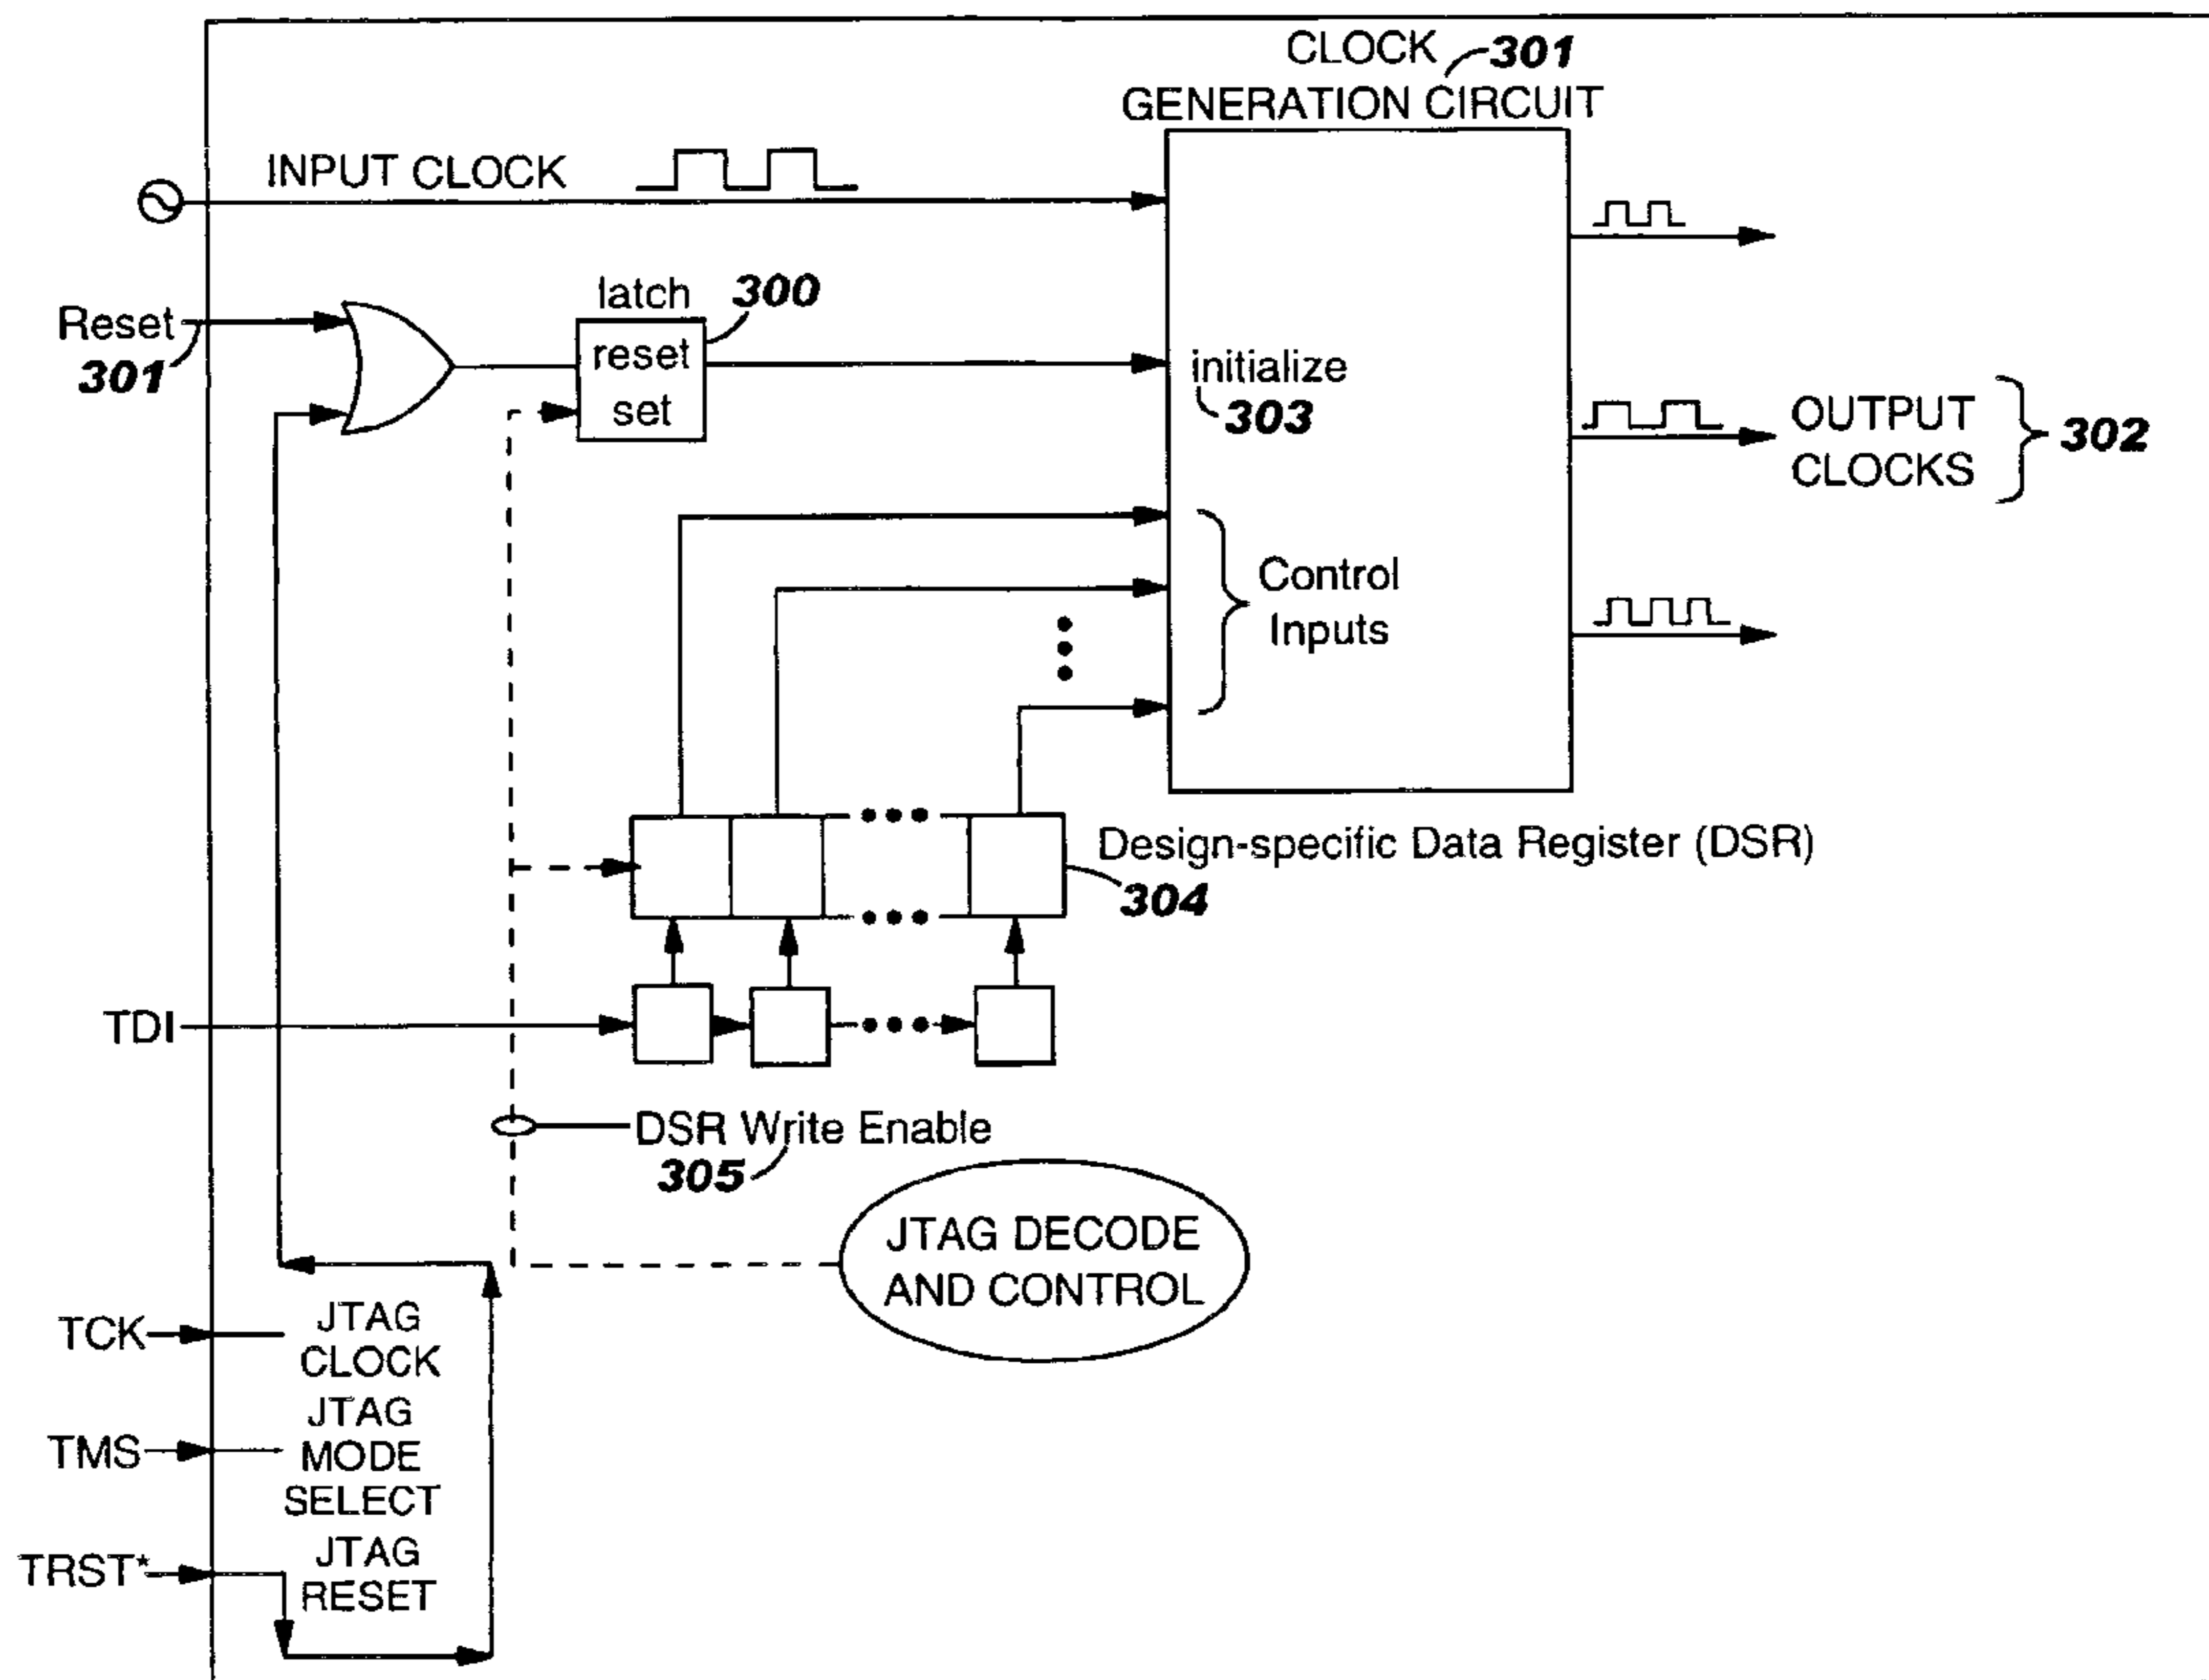 CLOCK 301
GENERATION CIRCUIT
INPUT CLOCK
latch 300
Reset
301
reset
set
initialize
303
OUTPUT
CLOCKS
302
Control
Inputs
Design-specific Data Register (DSR)
304
TDI
DSR Write Enable
305
JTAG DECODE
AND CONTROL
TCK
JTAG
CLOCK
TMS
JTAG
MODE
SELECT
TRST*
JTAG
RESET